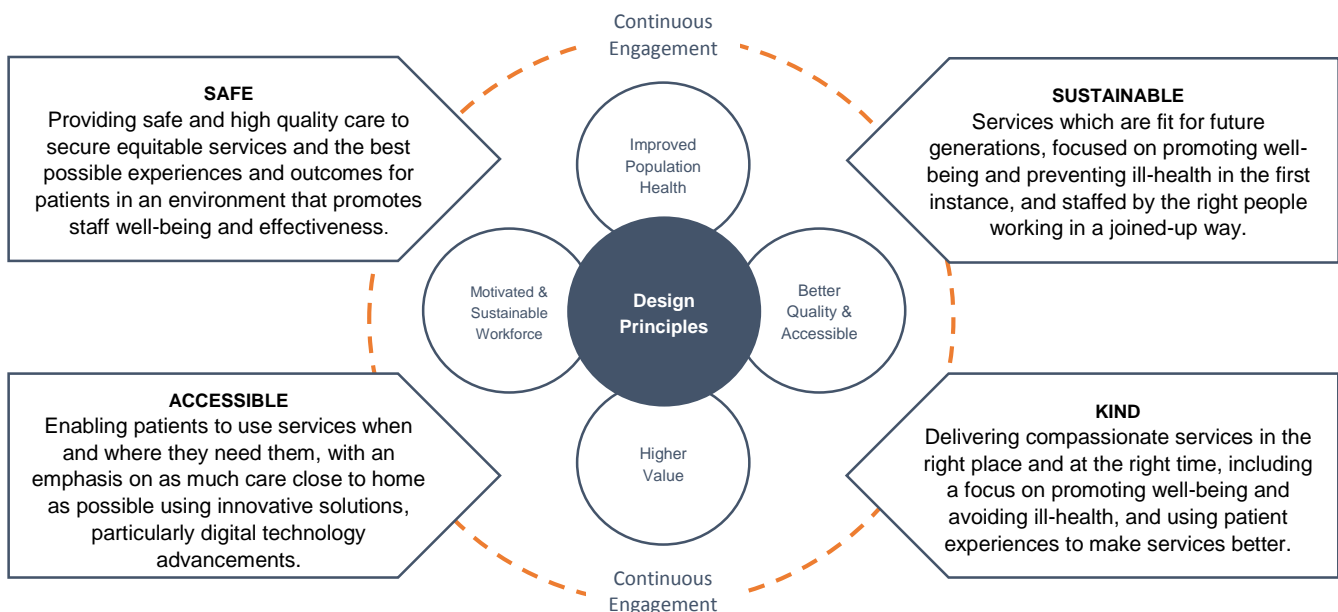 Continuous
Engagement
SAFE
Providing safe and high quality care to
secure equitable services and the best
possible experiences and outcomes for
patients in an environment that promotes
staff well-being and effectiveness.
SUSTAINABLE
Services which are fit for future
generations, focused on promoting well-
being and preventing ill-health in the first
instance, and staffed by the right people
working in a joined-up way.
Improved
Population
Health
Motivated &
Sustainable
Workforce
Design
Principles
Better
Quality &
Accessible
Higher
Value
ACCESSIBLE
Enabling patients to use services when
and where they need them, with an
emphasis on as much care close to home
as possible using innovative solutions,
particularly digital technology
advancements.
KIND
Delivering compassionate services in the
right place and at the right time, including
a focus on promoting well-being and
avoiding ill-health, and using patient
experiences to make services better.
Continuous
Engagement